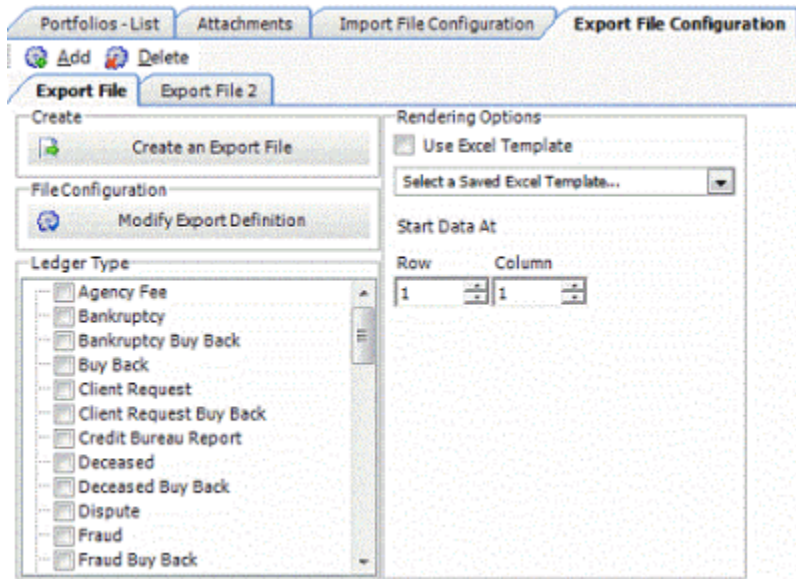 Portfolios - List Attachments Import File Configuration Export File Configuration
Add Delete
Export File Export File 2
Create
Create an Export File
File Configuration
Modify Export Definition
Ledger Type
Agency Fee
Bankruptcy
Bankruptcy Buy Back
Buy Back
Client Request
Client Request Buy Back
Credit Bureau Report
Deceased
Deceased Buy Back
Dispute
Fraud
Fraud Buy Back
Rendering Options
Use Excel Template
Select a Saved Excel Template...
Start Data At
Row Column
1 1